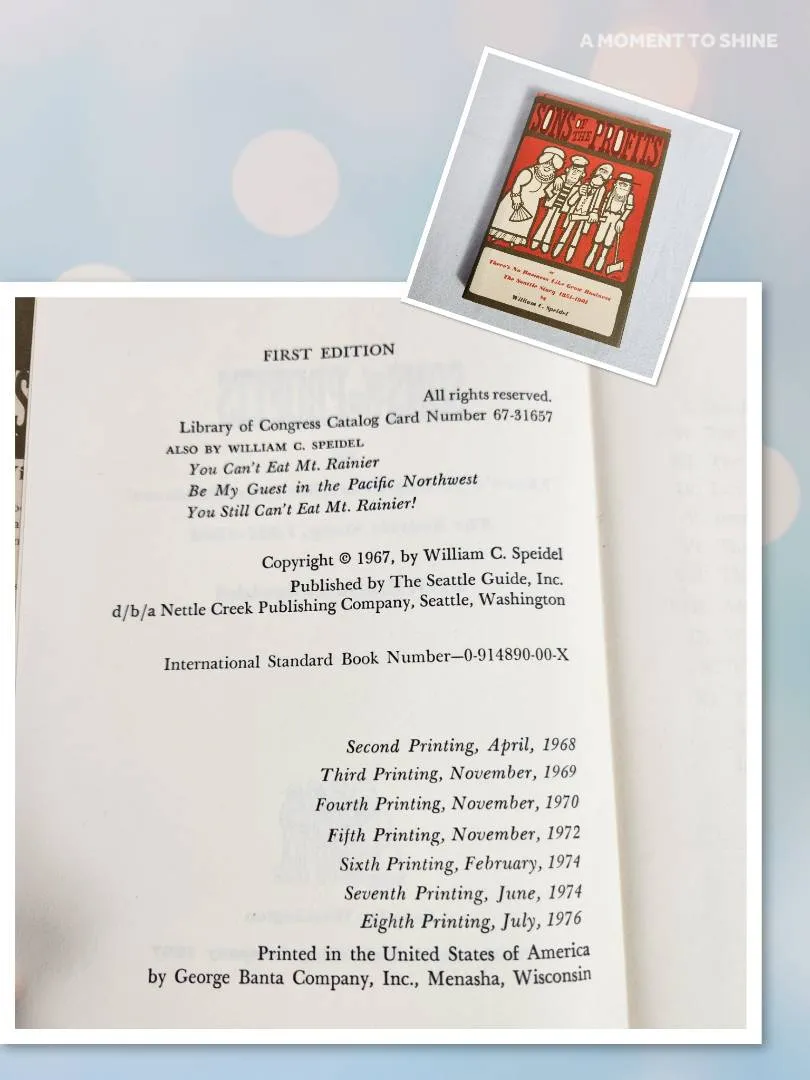 A MOMENT TO SHINE
SONS OF THE PROFITS
or
There's No Business Like Grow Business
The Seattle Story 1851-1901
by
William C. Speidel
FIRST EDITION
All rights reserved.
Library of Congress Catalog Card Number 67-31657
ALSO BY WILLIAM C. SPEIDEL
You Can't Eat Mt. Rainier
Be My Guest in the Pacific Northwest
You Still Can't Eat Mt. Rainier!
Copyright © 1967, by William C. Speidel
Published by The Seattle Guide, Inc.
d/b/a Nettle Creek Publishing Company, Seattle, Washington
International Standard Book Number—0-914890-00-X
Second Printing, April, 1968
Third Printing, November, 1969
Fourth Printing, November, 1970
Fifth Printing, November, 1972
Sixth Printing, February, 1974
Seventh Printing, June, 1974
Eighth Printing, July, 1976
Printed in the United States of America
by George Banta Company, Inc., Menasha, Wisconsin